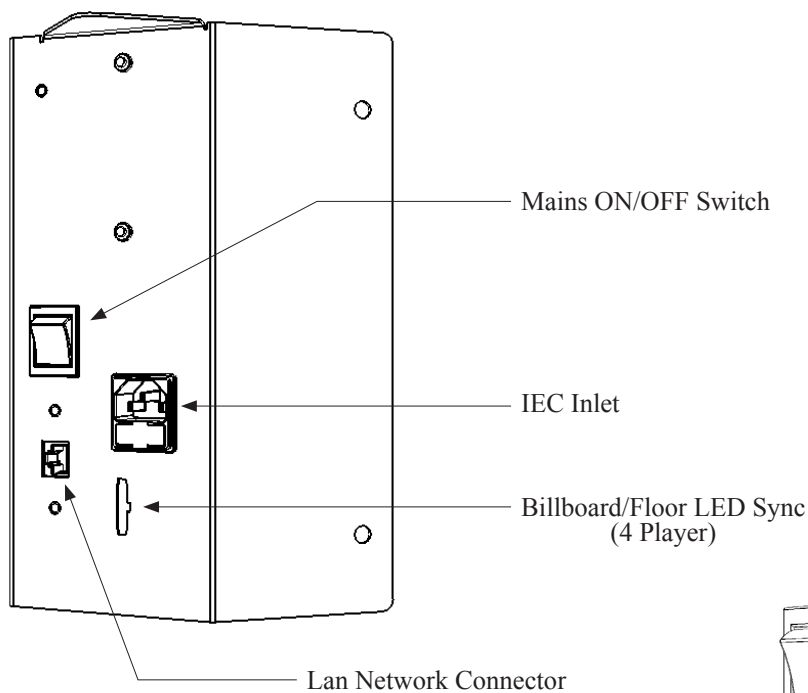 Mains ON/OFF Switch
IEC Inlet
Billboard/Floor LED Sync
(4 Player)
Lan Network Connector